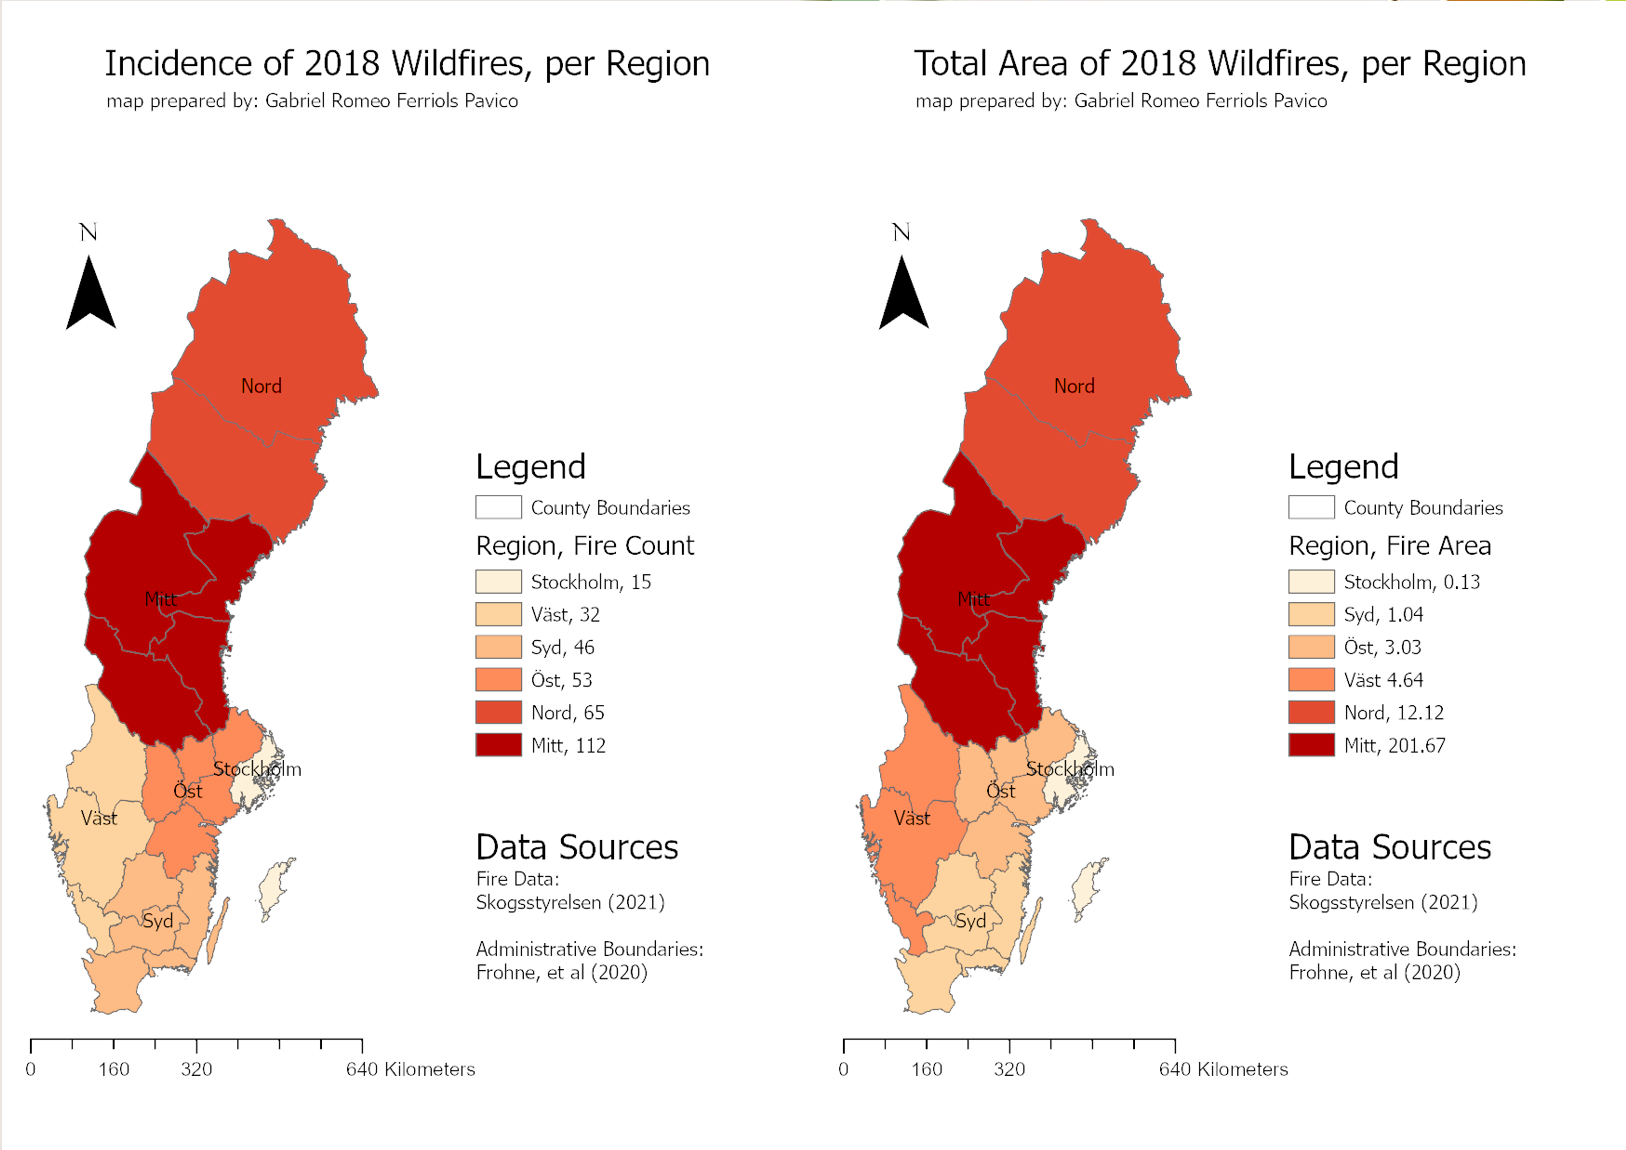 Incidence of 2018 Wildfires, per Region
map prepared by: Gabriel Romeo Ferriols Pavico
N
Nord
Mitt
Stockholm
Öst
Väst
Syd
Legend
County Boundaries
Region, Fire Count
Stockholm, 15
Väst, 32
Syd, 46
Öst, 53
Nord, 65
Mitt, 112
Data Sources
Fire Data:
Skogsstyrelsen (2021)
Administrative Boundaries:
Frohne, et al (2020)
0 160 320 640 Kilometers
Total Area of 2018 Wildfires, per Region
map prepared by: Gabriel Romeo Ferriols Pavico
N
Nord
Mitt
Stockholm
Öst
Väst
Syd
Legend
County Boundaries
Region, Fire Area
Stockholm, 0.13
Syd, 1.04
Öst, 3.03
Väst 4.64
Nord, 12.12
Mitt, 201.67
Data Sources
Fire Data:
Skogsstyrelsen (2021)
Administrative Boundaries:
Frohne, et al (2020)
0 160 320 640 Kilometers